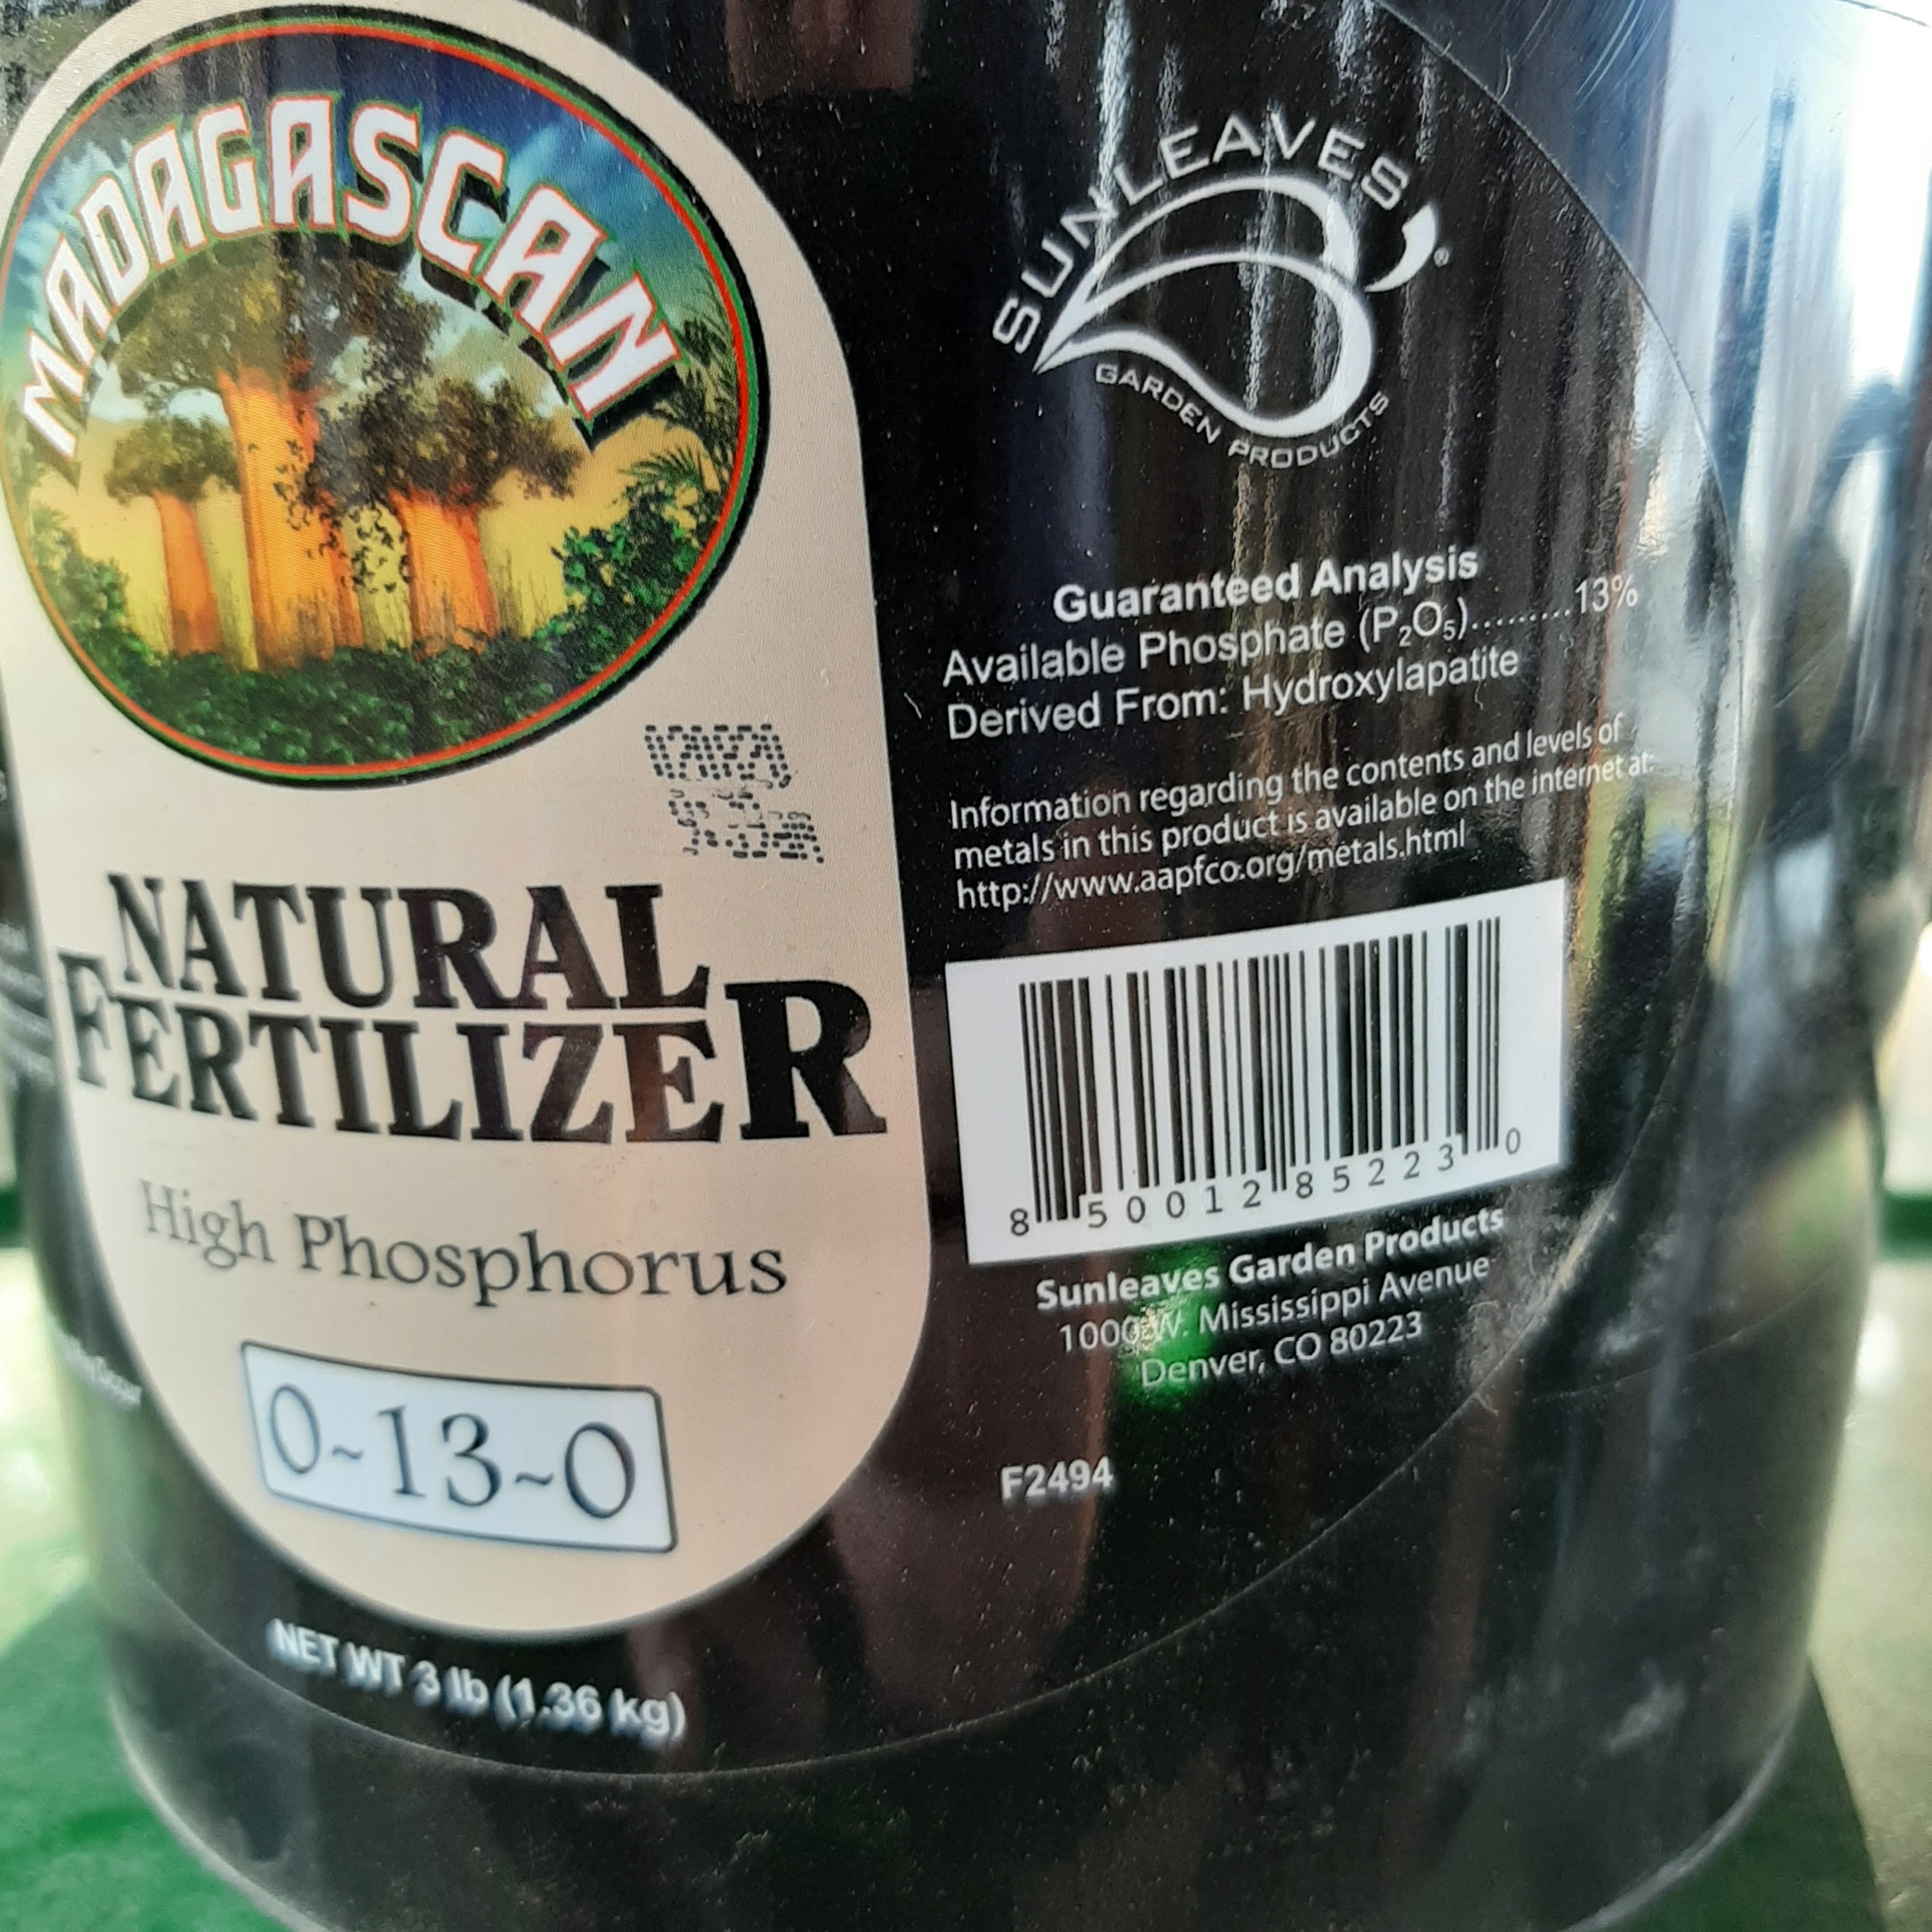 MADAGASCAN
NATURAL
FERTILIZER
High Phosphorus
0~13~0
NET WT 3 lb (1.36 kg)
SUNLEAVES
®
GARDEN PRODUCTS
Guaranteed Analysis
Available Phosphate (P₂O₅).........13%
Derived From: Hydroxylapatite
Information regarding the contents and levels of
metals in this product is available on the internet at:
http://www.aapfco.org/metals.html
8 50012 85223 0
Sunleaves Garden Products
1000 W. Mississippi Avenue
Denver, CO 80223
F2494